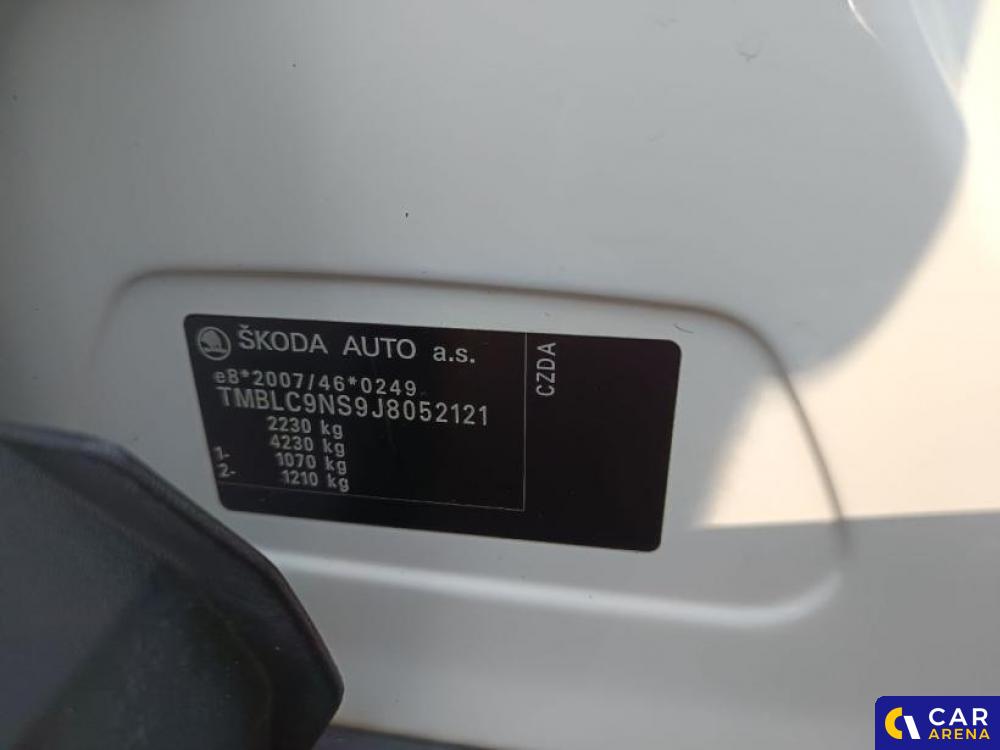 ŠKODA AUTO a.s.
e8*2007/46*0249
TMBLC9NS9J8052121
2230 kg
4230 kg
1- 1070 kg
2- 1210 kg
CZDA
CAR
ARENA